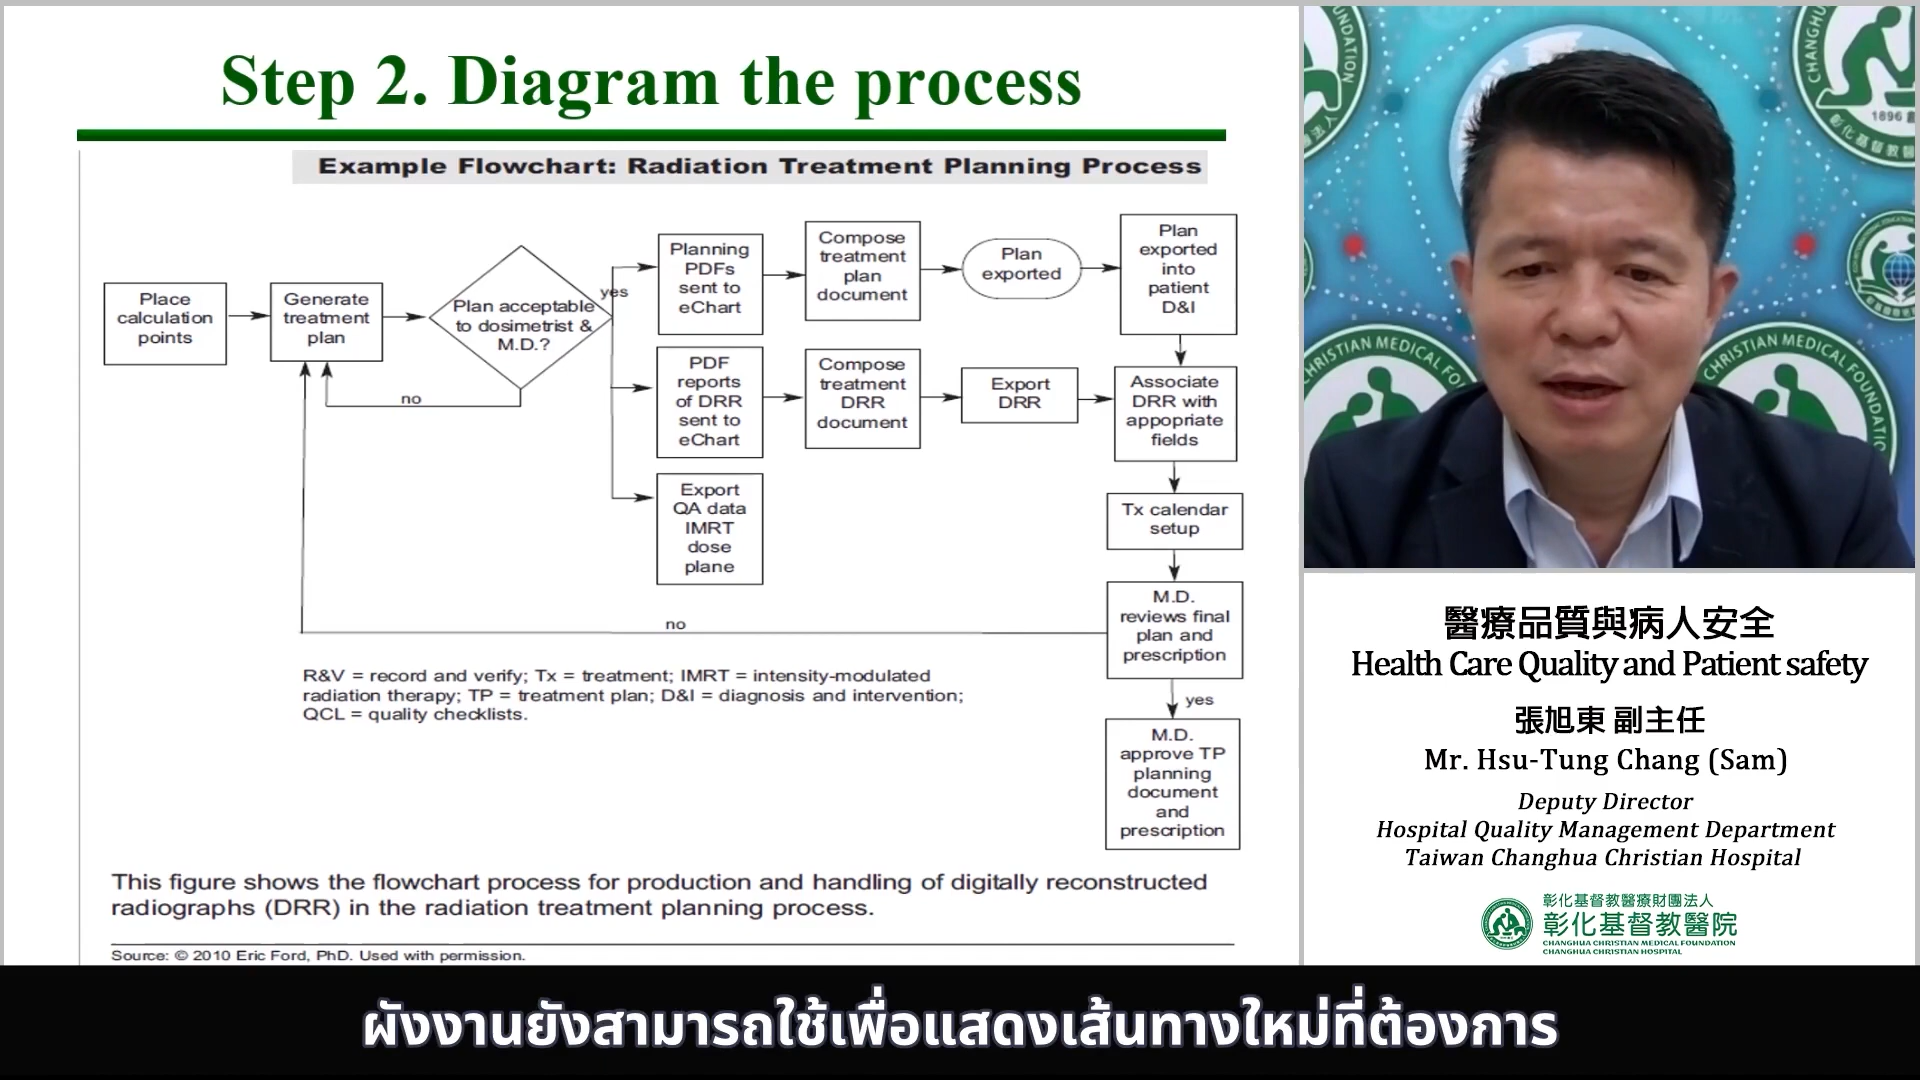 Step 2. Diagram the process
Example Flowchart: Radiation Treatment Planning Process
Place
calculation
points
Generate
treatment
plan
Plan acceptable
to dosimetrist &
M.D.?
yes
no
Planning
PDFs
sent to
eChart
Compose
treatment
plan
document
Plan
exported
Plan
exported
into
patient
D&I
PDF
reports
of DRR
sent to
eChart
Compose
treatment
DRR
document
Export
DRR
Associate
DRR with
appopriate
fields
Export
QA data
IMRT
dose
plane
Tx calendar
setup
M.D.
reviews final
plan and
prescription
no
yes
M.D.
approve TP
planning
document
and
prescription
R&V = record and verify; Tx = treatment; IMRT = intensity-modulated
radiation therapy; TP = treatment plan; D&I = diagnosis and intervention;
QCL = quality checklists.
This figure shows the flowchart process for production and handling of digitally reconstructed
radiographs (DRR) in the radiation treatment planning process.
Source: © 2010 Eric Ford, PhD. Used with permission.
CHRISTIAN MEDICAL FOUNDATION
CHRISTIAN MEDICAL FOUNDATION
1896
醫療品質與病人安全
Health Care Quality and Patient safety
張旭東 副主任
Mr. Hsu-Tung Chang (Sam)
Deputy Director
Hospital Quality Management Department
Taiwan Changhua Christian Hospital
彰化基督教醫療財團法人
彰化基督教醫院
CHANGHUA CHRISTIAN MEDICAL FOUNDATION
CHANGHUA CHRISTIAN HOSPITAL
ผังงานยังสามารถใช้เพื่อแสดงเส้นทางใหม่ที่ต้องการ